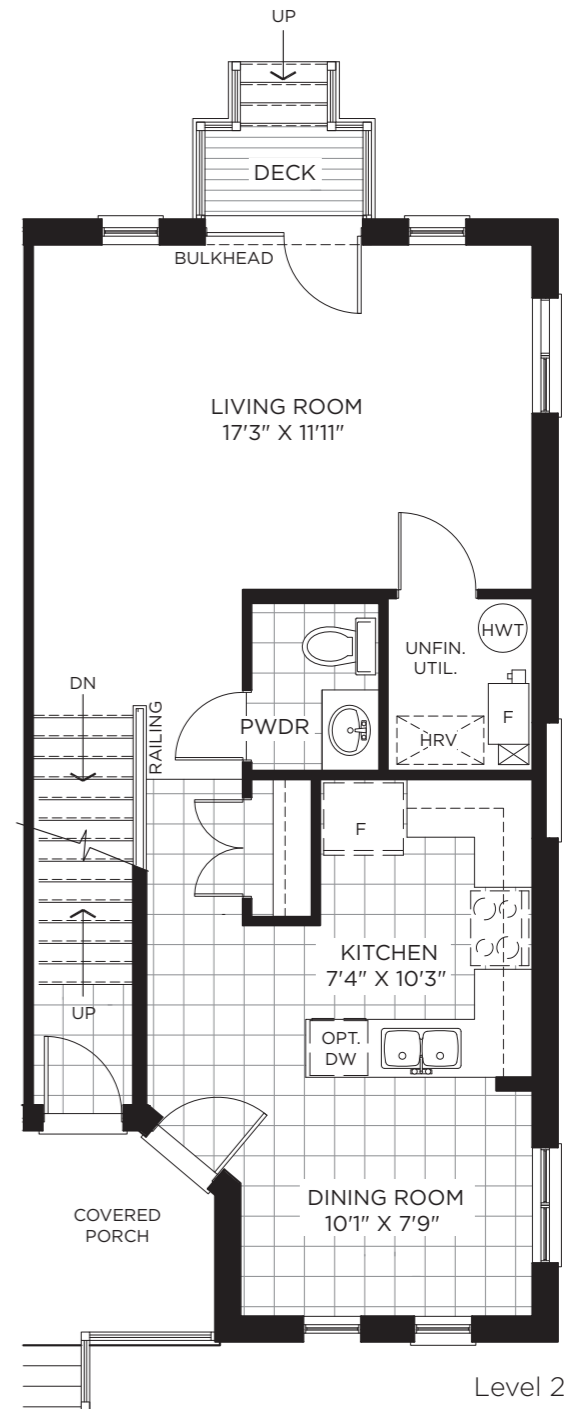 UP
DECK
BULKHEAD
LIVING ROOM
17'3" X 11'11"
HWT
UNFIN.
UTIL.
DN
RAILING
PWDR
F
HRV
F
KITCHEN
7'4" X 10'3"
UP
OPT.
DW
DINING ROOM
10'1" X 7'9"
COVERED
PORCH
Level 2